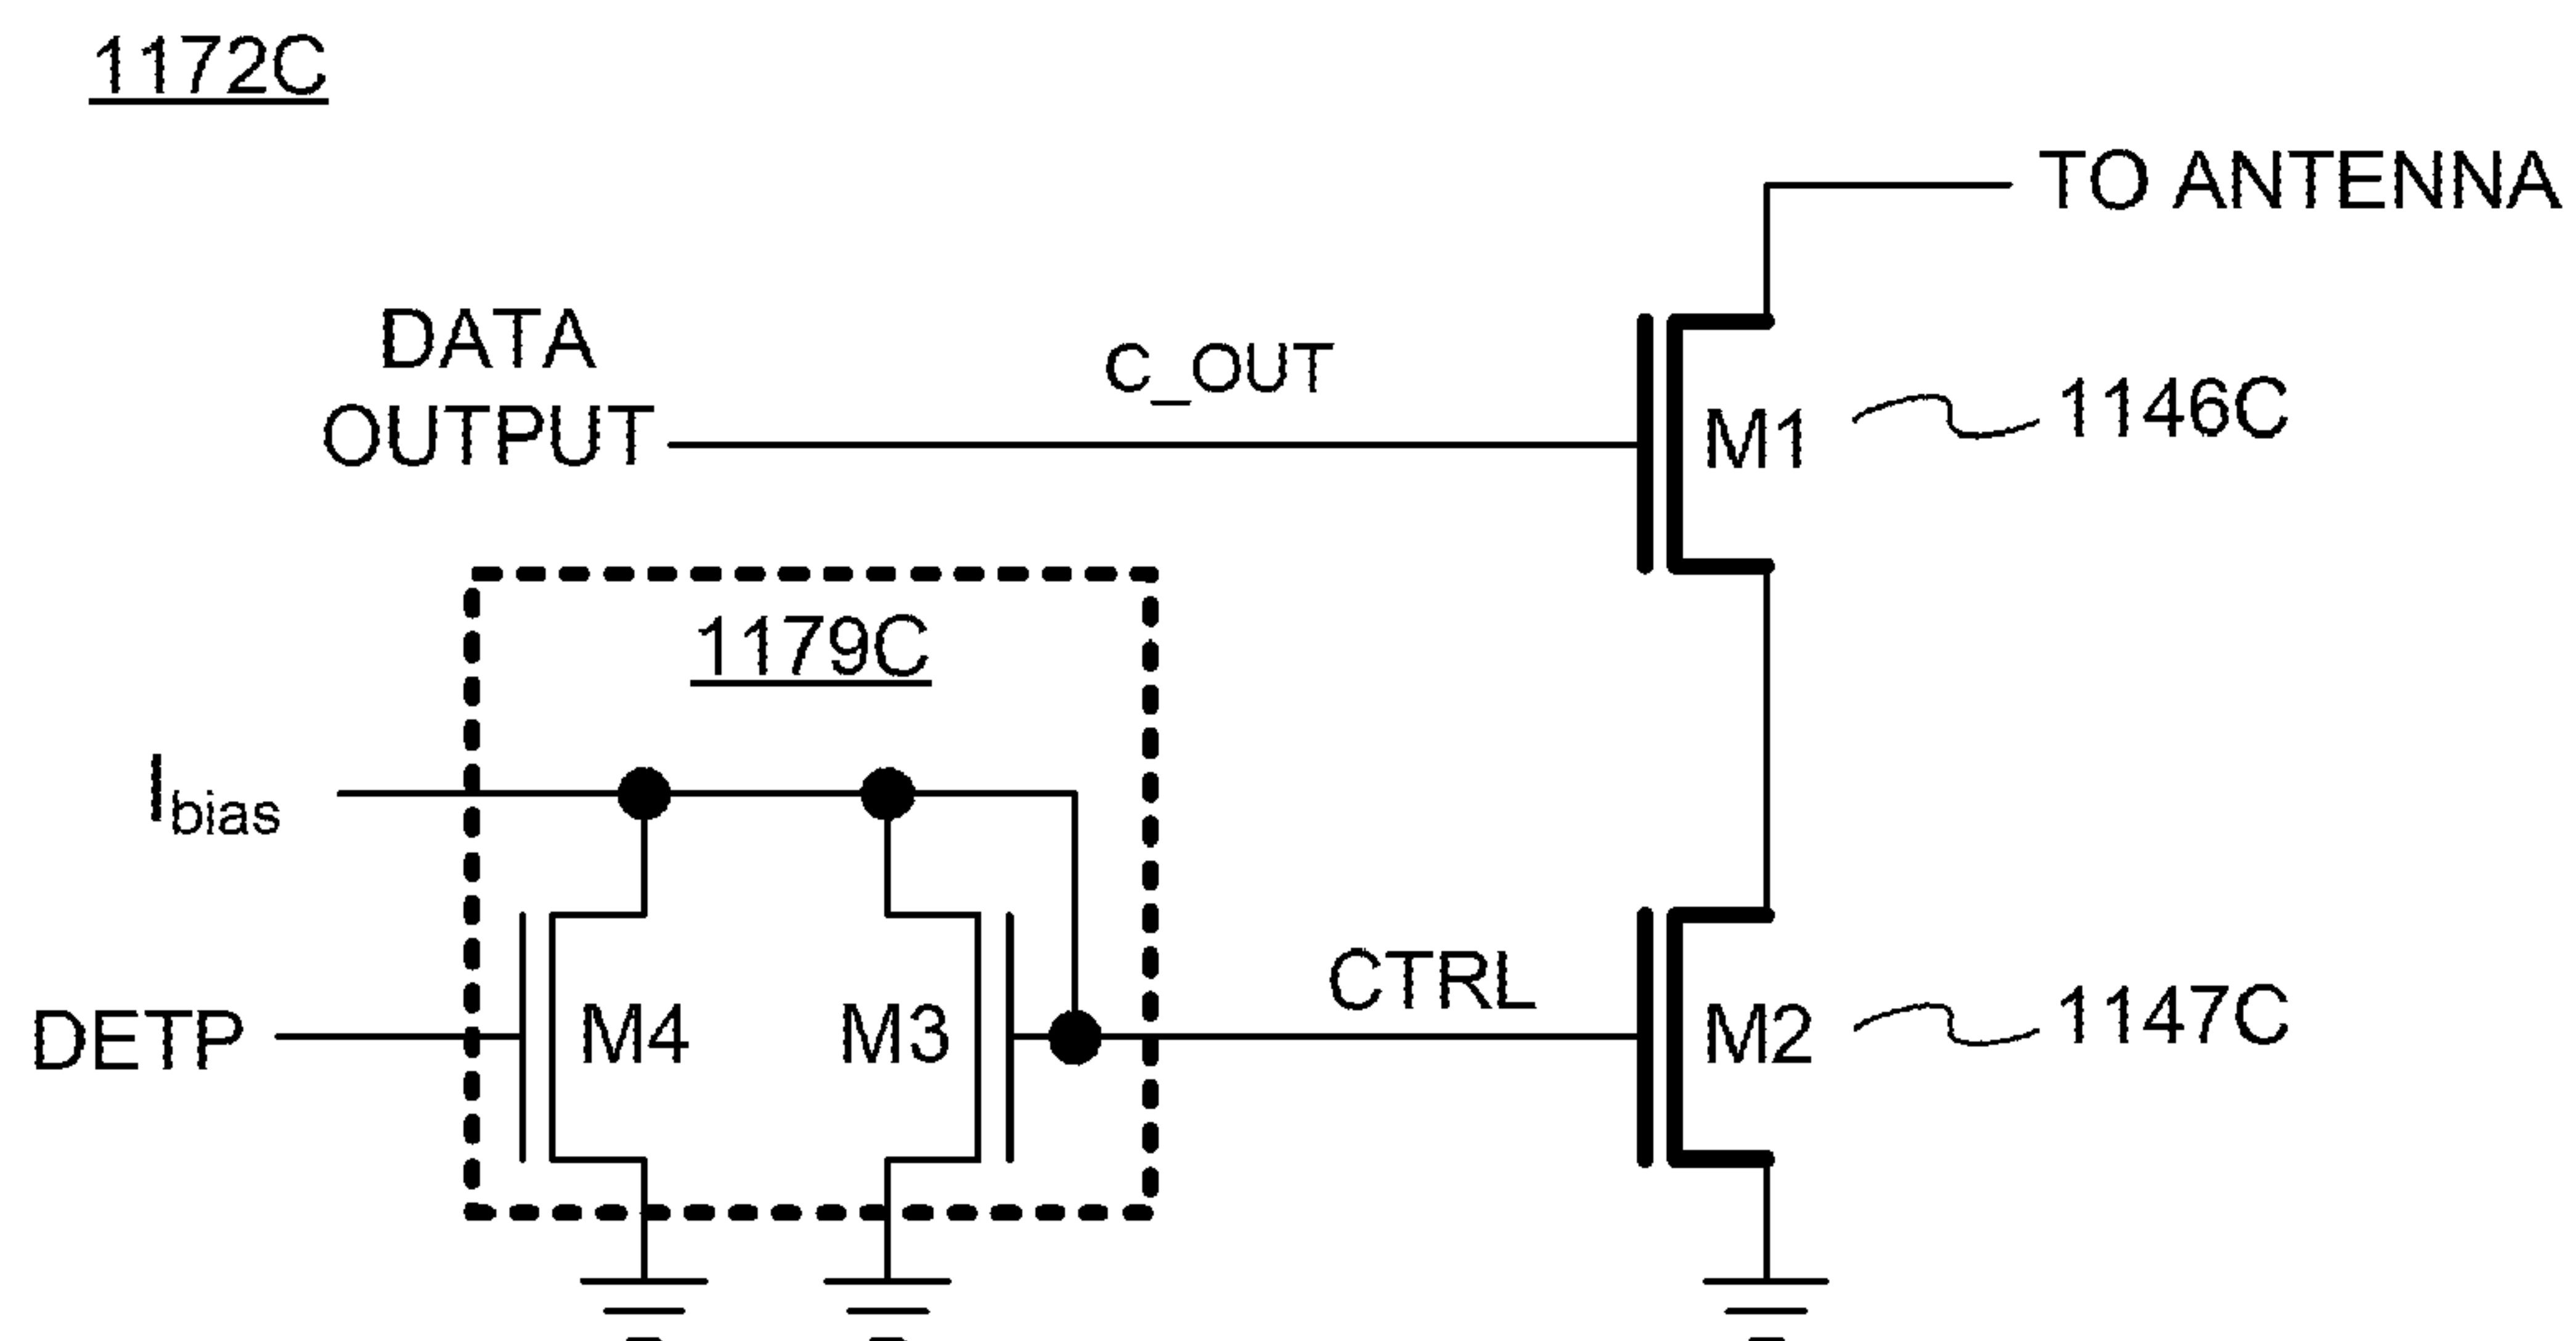 1172C
TO ANTENNA
DATA
OUTPUT
C_OUT
M1
1146C
1179C
Ibias
DETP
M4
M3
CTRL
M2
1147C